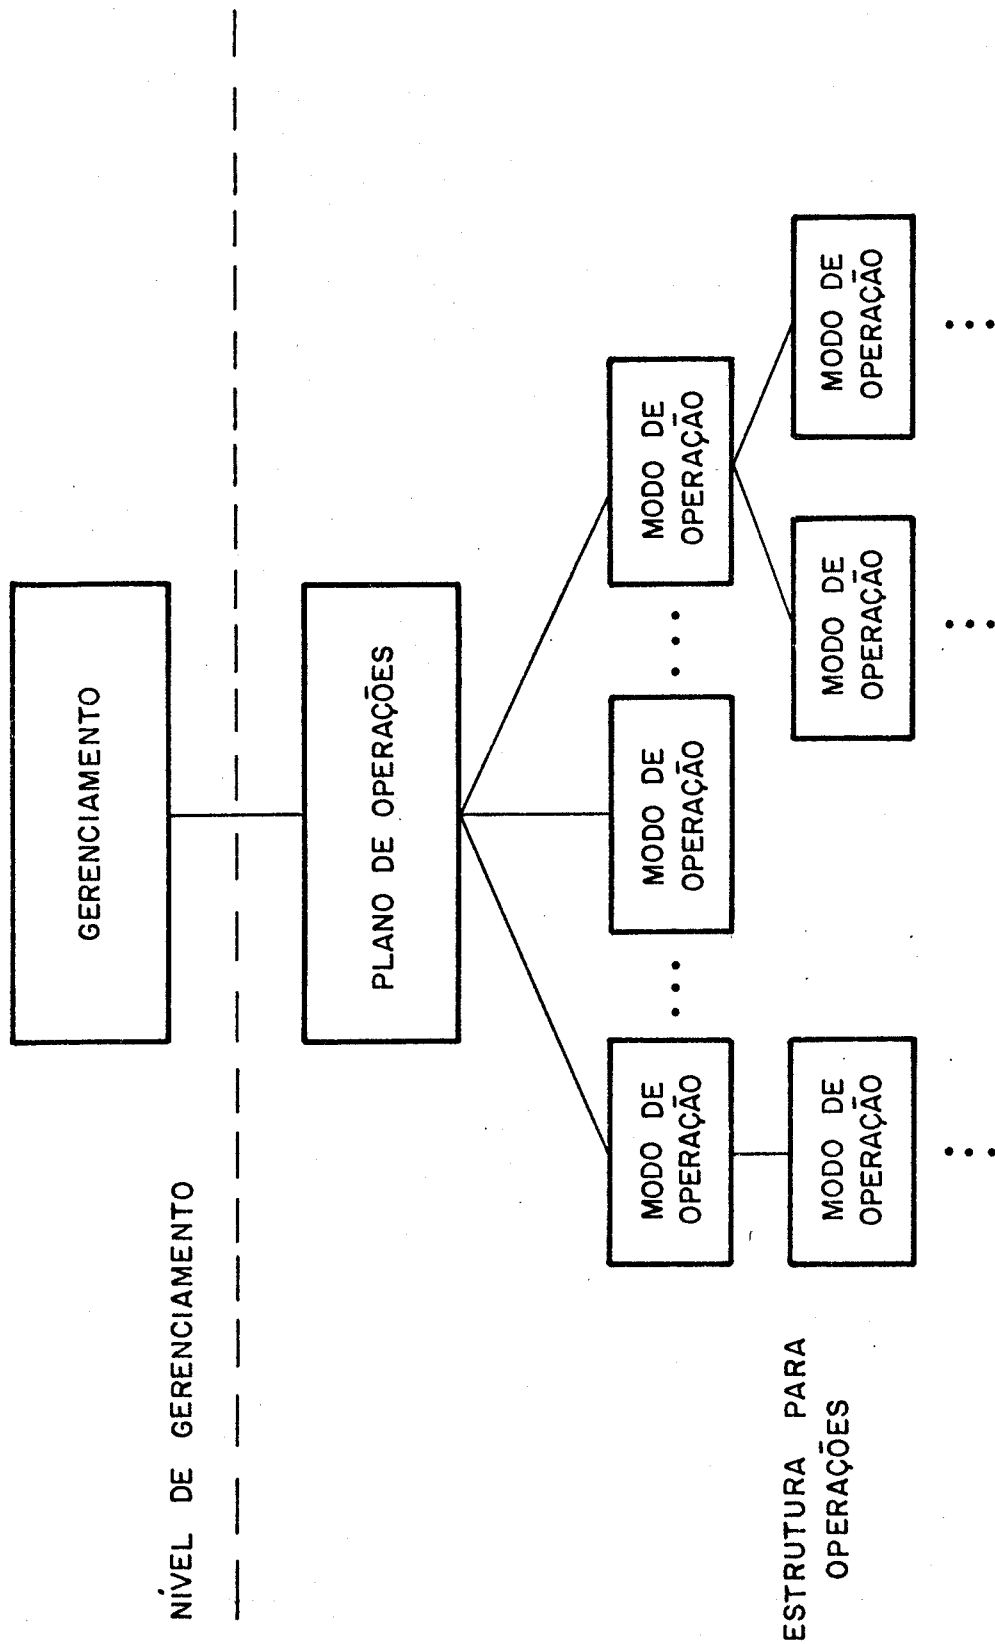 GERENCIAMENTO
NÍVEL DE GERENCIAMENTO
PLANO DE OPERAÇÕES
MODO DE
OPERAÇÃO
...
MODO DE
OPERAÇÃO
...
MODO DE
OPERAÇÃO
ESTRUTURA PARA
OPERAÇÕES
MODO DE
OPERAÇÃO
MODO DE
OPERAÇÃO
MODO DE
OPERAÇÃO
...
...
...